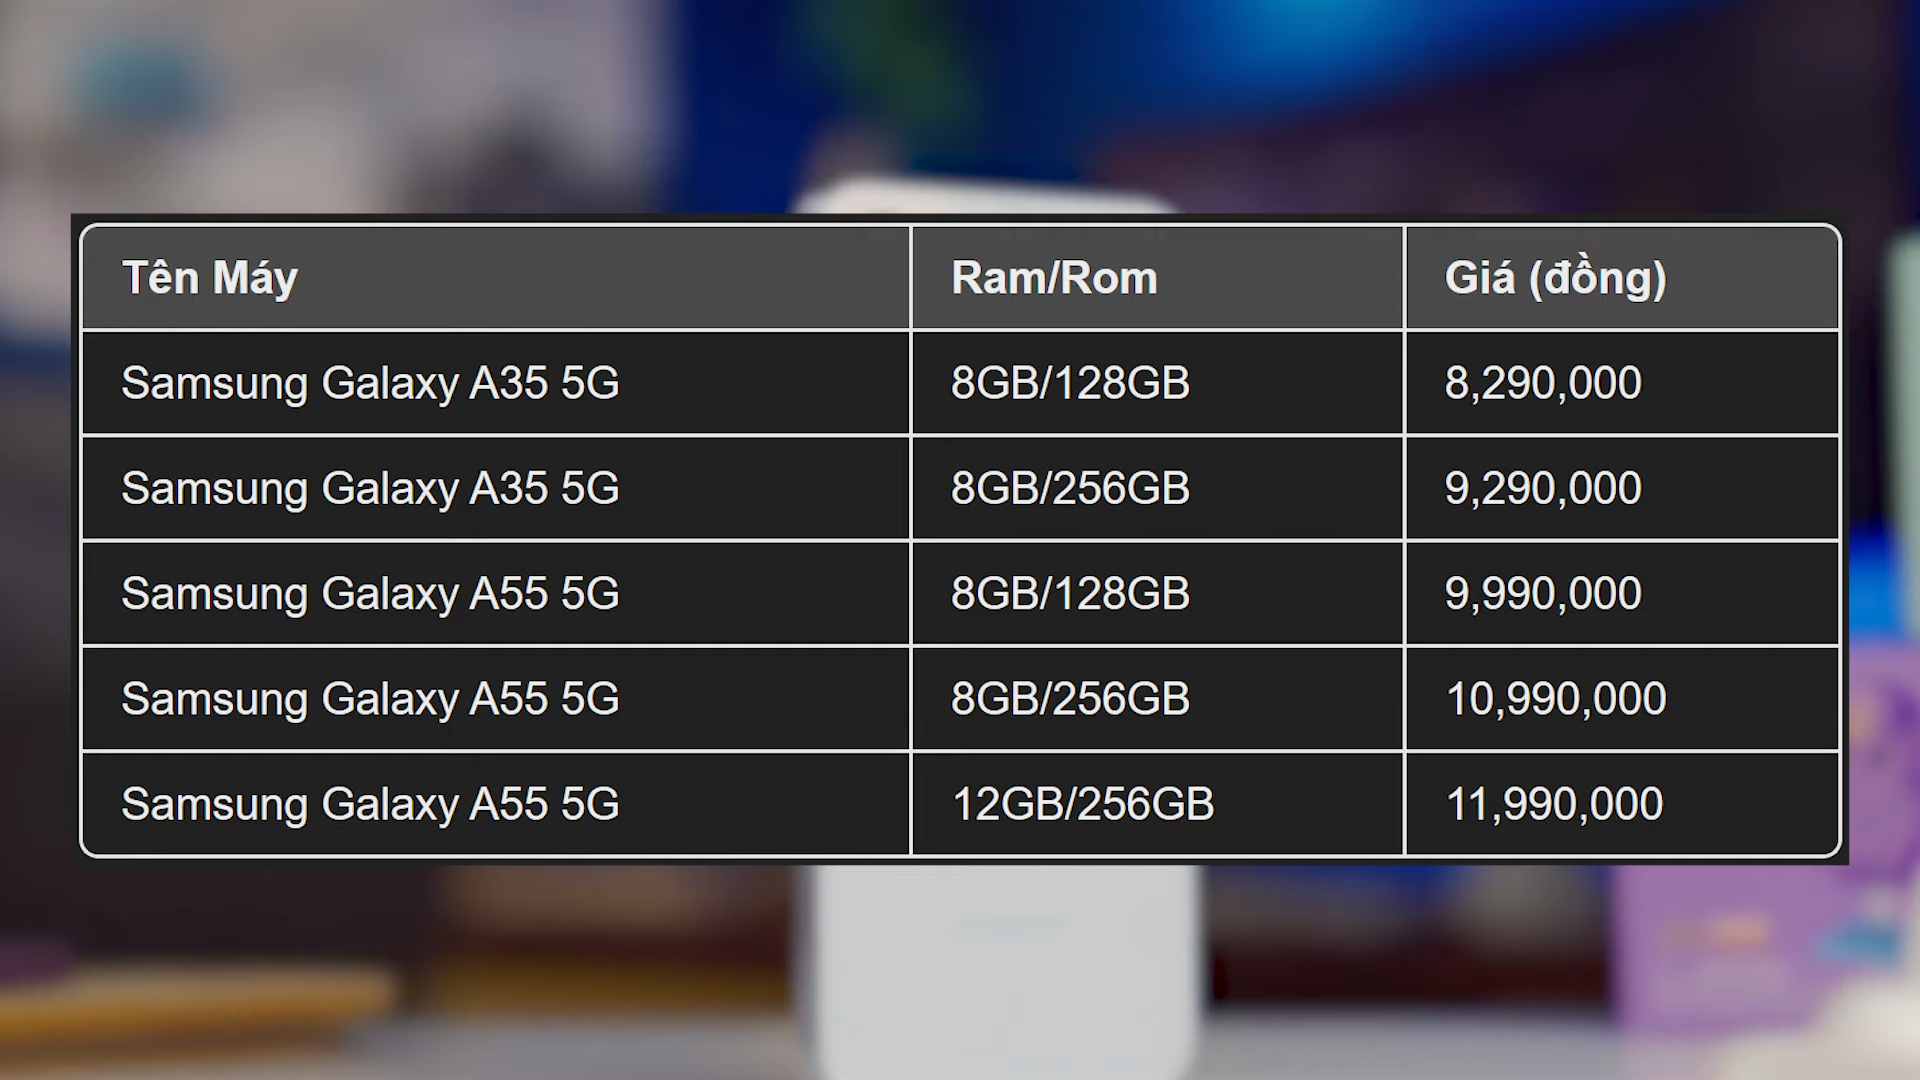 Tên Máy Ram/Rom Giá (đồng)
Samsung Galaxy A35 5G 8GB/128GB 8,290,000
Samsung Galaxy A35 5G 8GB/256GB 9,290,000
Samsung Galaxy A55 5G 8GB/128GB 9,990,000
Samsung Galaxy A55 5G 8GB/256GB 10,990,000
Samsung Galaxy A55 5G 12GB/256GB 11,990,000